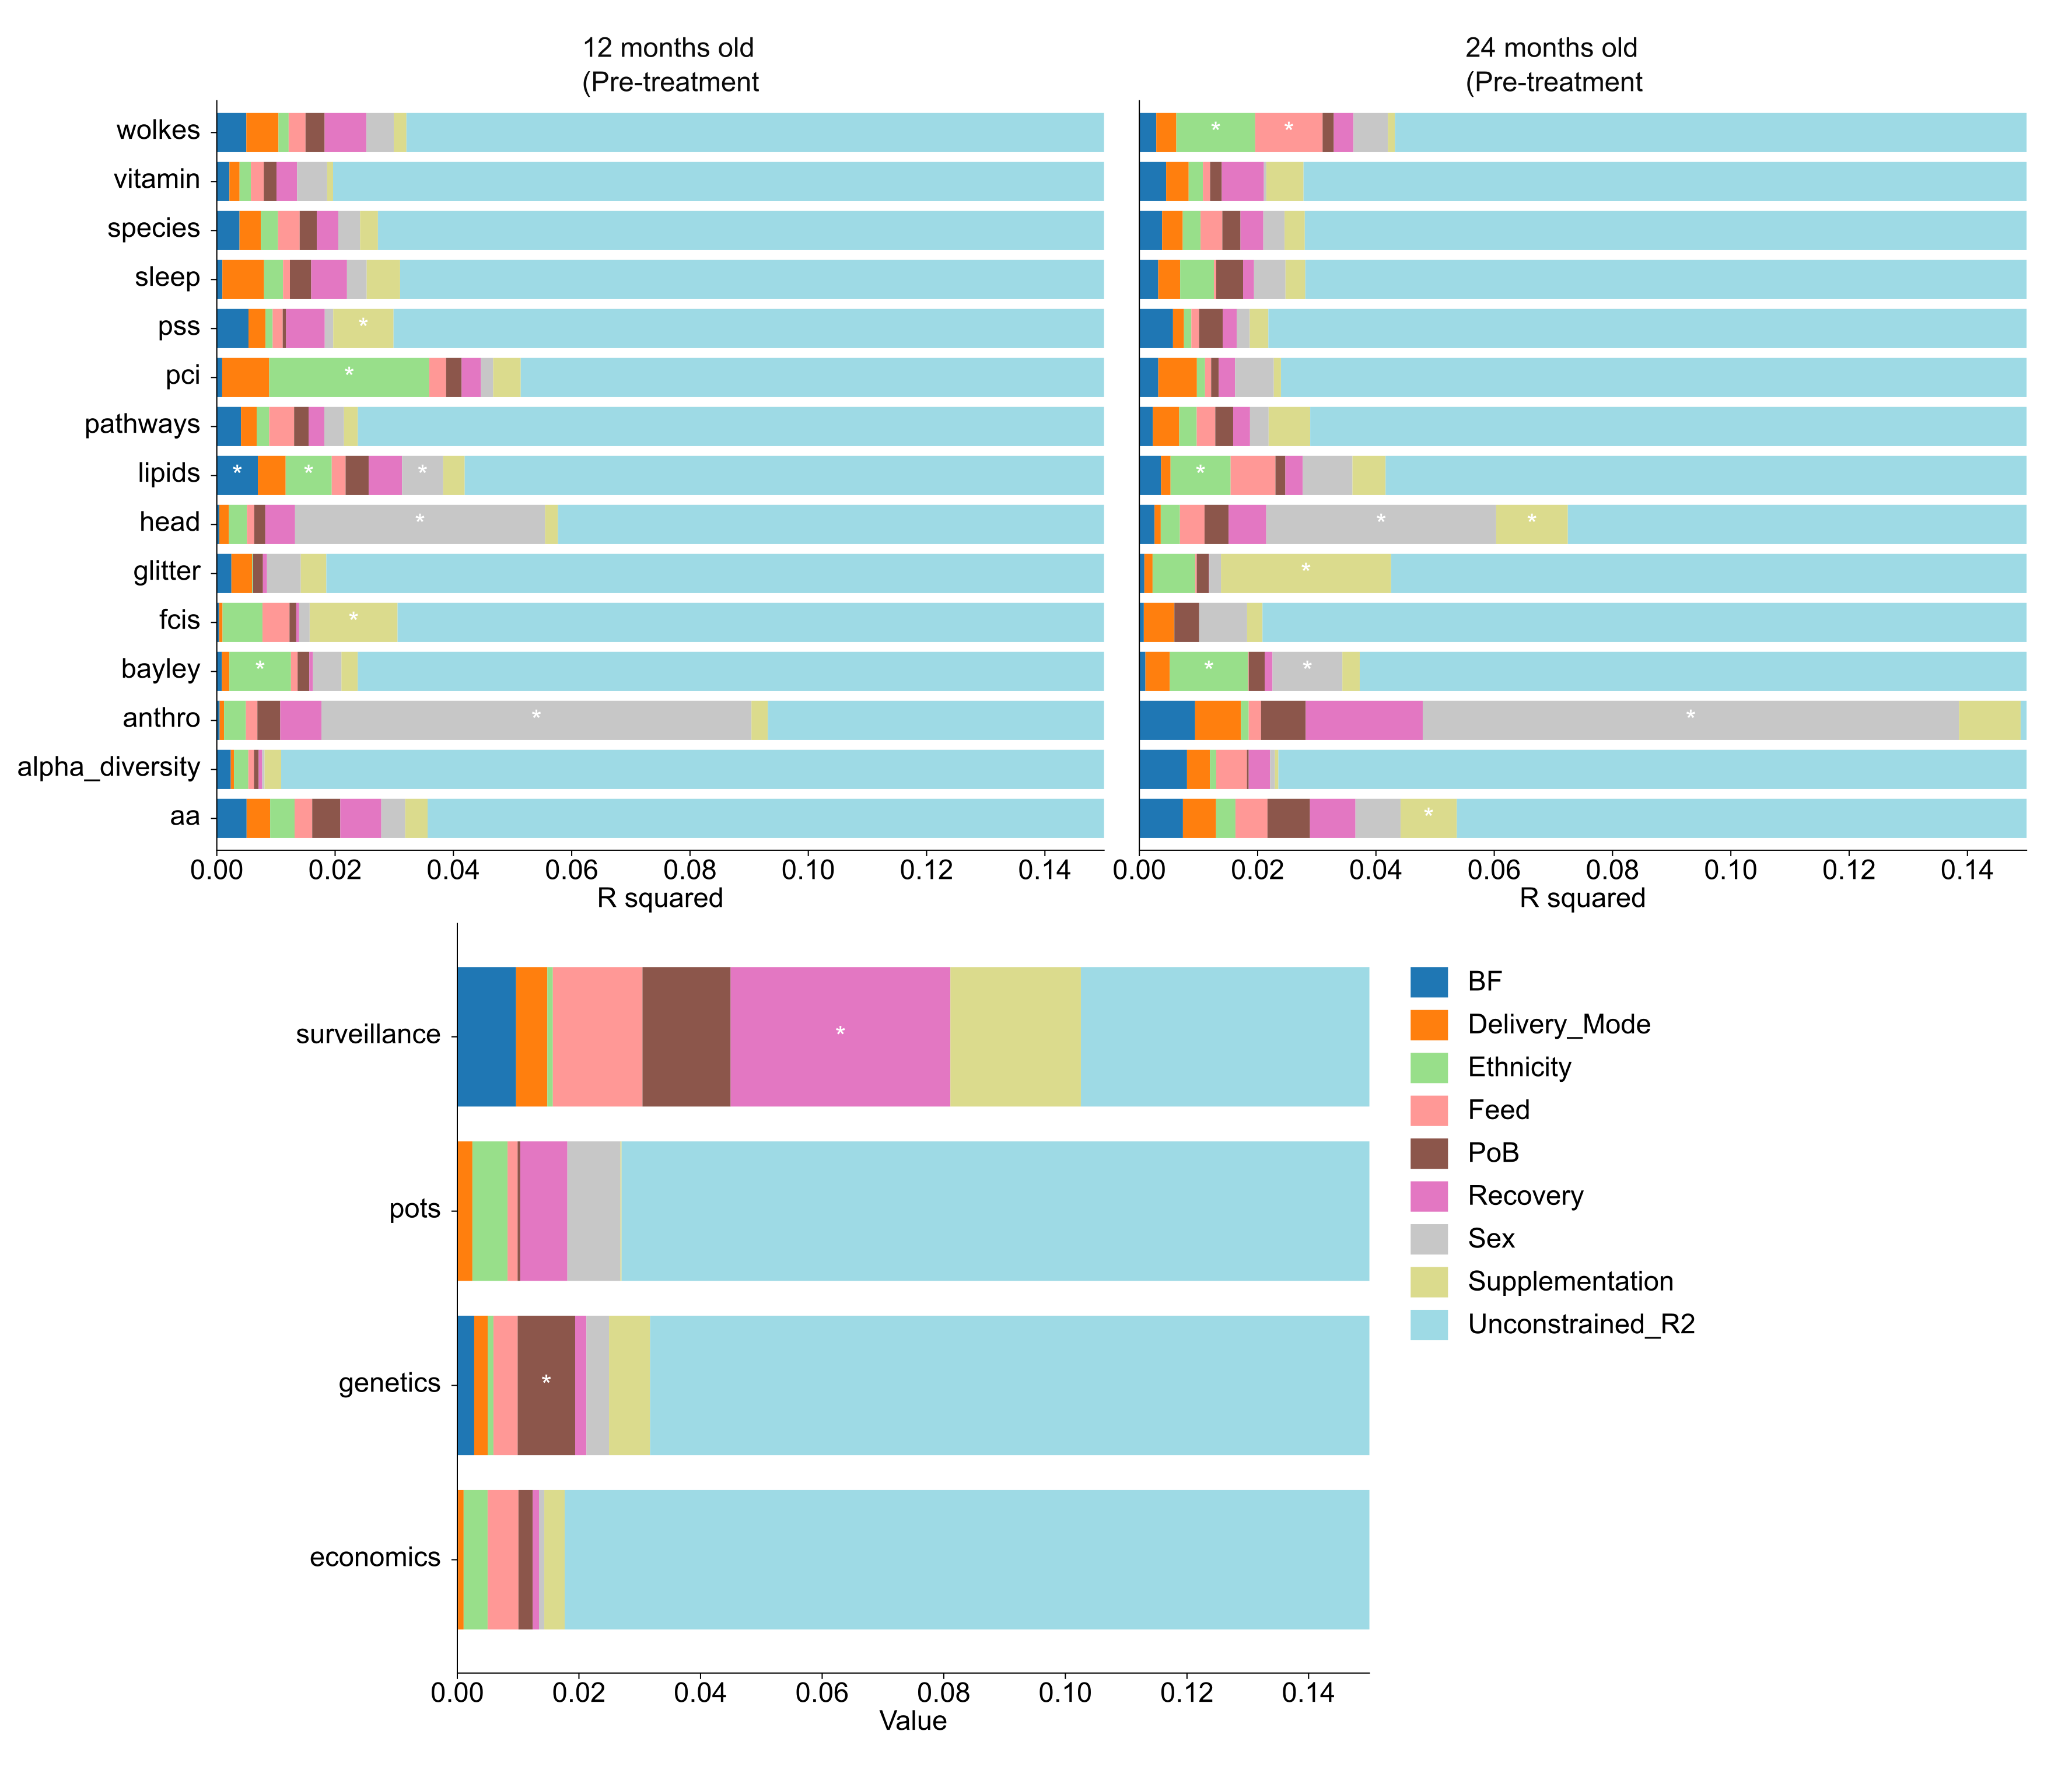 12 months old
(Pre-treatment
24 months old
(Pre-treatment
wolkes
* *
vitamin
species
sleep
pss
*
pci
*
pathways
lipids
* * * *
head
* * *
glitter
*
fcis
*
bayley
* * *
anthro
* *
alpha_diversity
aa
*
0.00 0.02 0.04 0.06 0.08 0.10 0.12 0.14
R squared
0.00 0.02 0.04 0.06 0.08 0.10 0.12 0.14
R squared
surveillance
*
pots
genetics
*
economics
0.00 0.02 0.04 0.06 0.08 0.10 0.12 0.14
Value
BF
Delivery_Mode
Ethnicity
Feed
PoB
Recovery
Sex
Supplementation
Unconstrained_R2